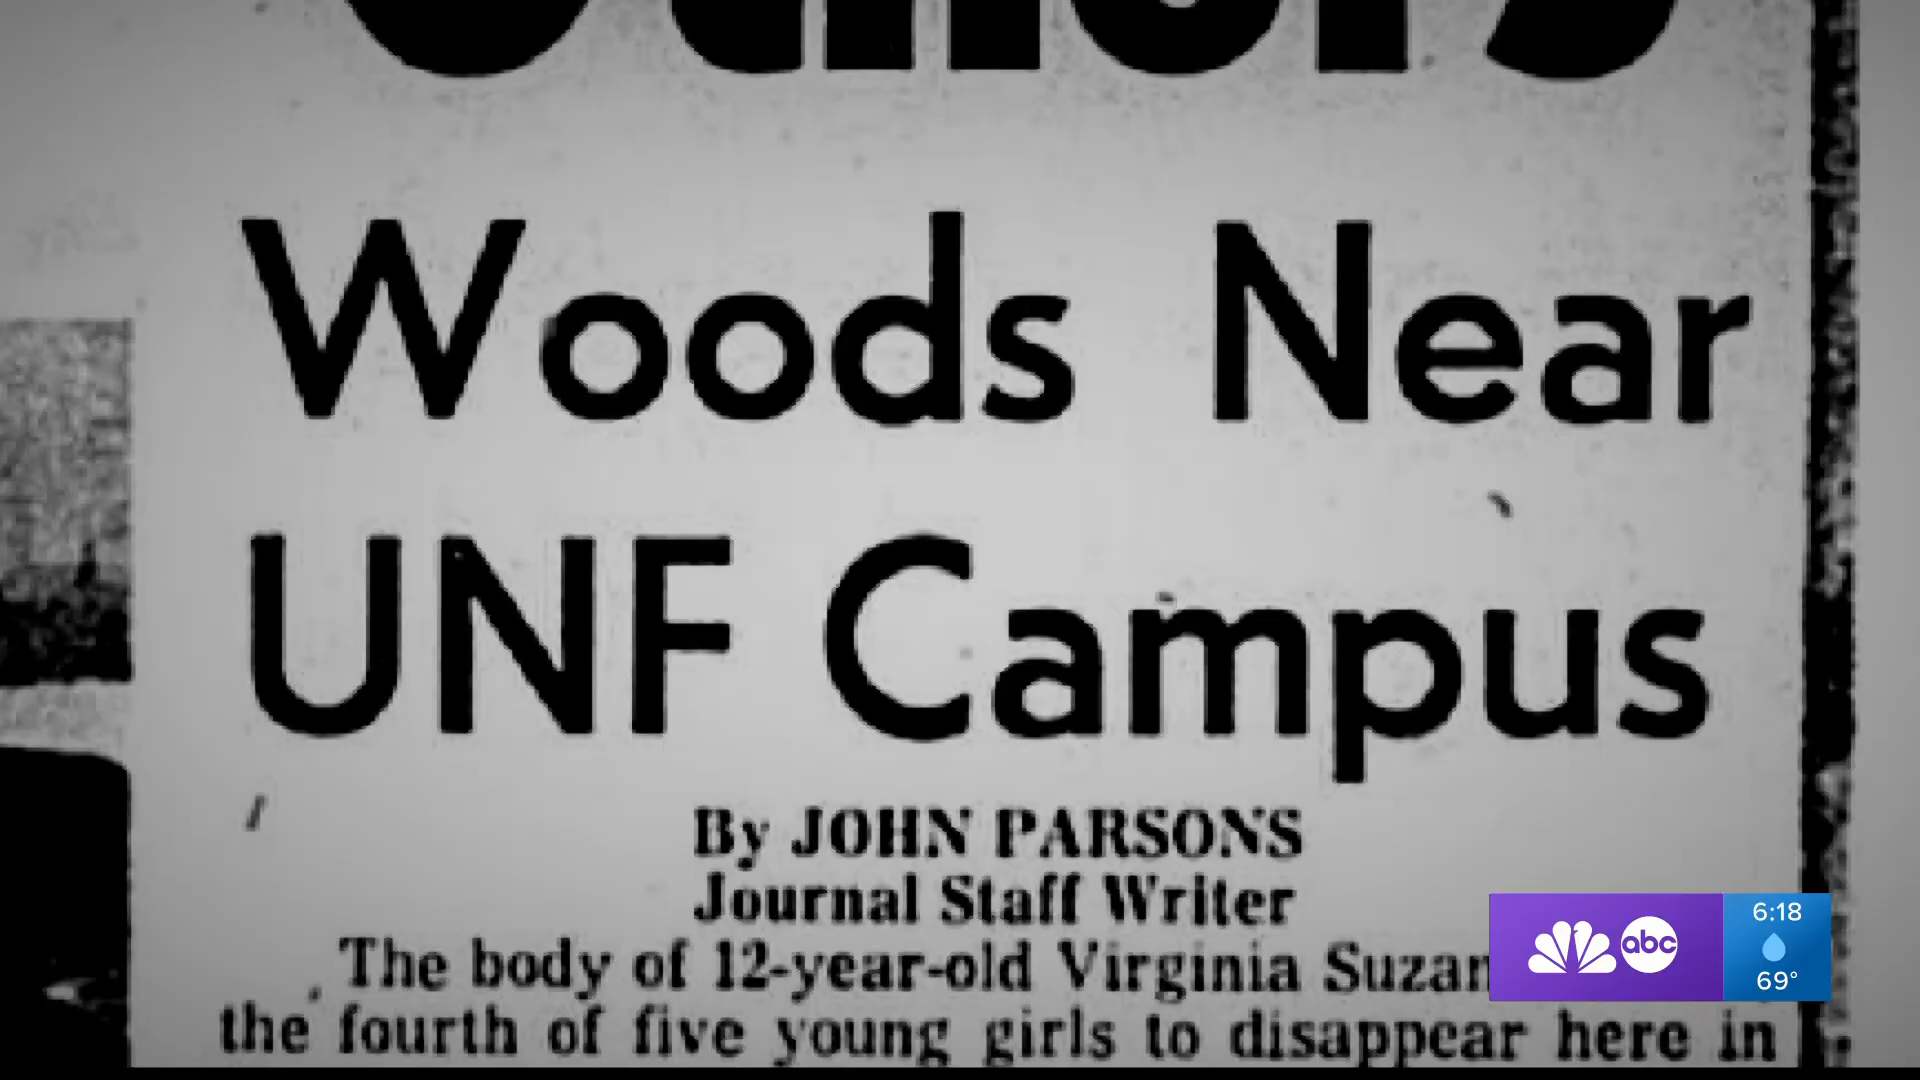 Woods Near
UNF Campus
By JOHN PARSONS
Journal Staff Writer
The body of 12-year-old Virginia
the fourth of five young girls to disappear here in
abc
6:18
69°